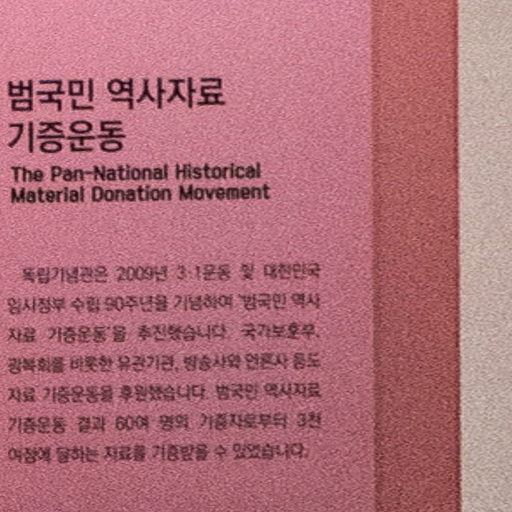 범국민 역사자료
기증운동
The Pan-National Historical
Material Donation Movement
독립기념관은 2009년 3·1운동 및 대한민국
임시정부 수립 90주년을 기념하여 '범국민 역사
자료 기증운동'을 추진했습니다. 국가보훈부,
광복회를 비롯한 유관기관, 방송사와 언론사 등도
자료 기증운동을 후원했습니다. 범국민 역사자료
기증운동 결과 60여 명의 기증자로부터 3천
여점에 달하는 자료를 기증받을 수 있었습니다.